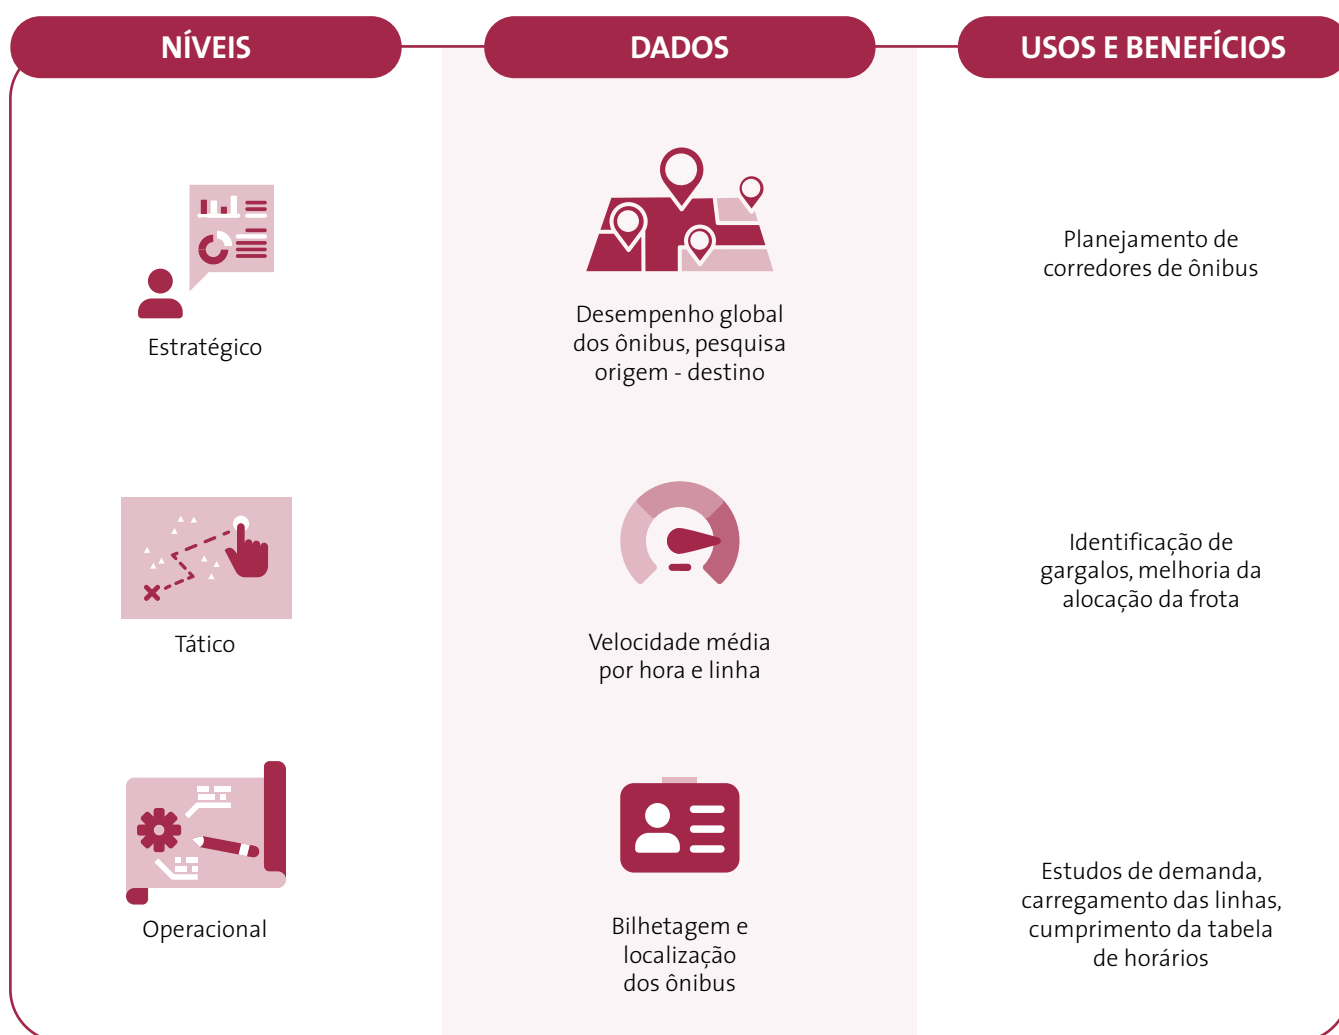 NÍVEIS
DADOS
USOS E BENEFÍCIOS
Estratégico
Desempenho global
dos ônibus, pesquisa
origem - destino
Planejamento de
corredores de ônibus
Tático
Velocidade média
por hora e linha
Identificação de
gargalos, melhoria da
alocação da frota
Operacional
Bilhetagem e
localização
dos ônibus
Estudos de demanda,
carregamento das linhas,
cumprimento da tabela
de horários